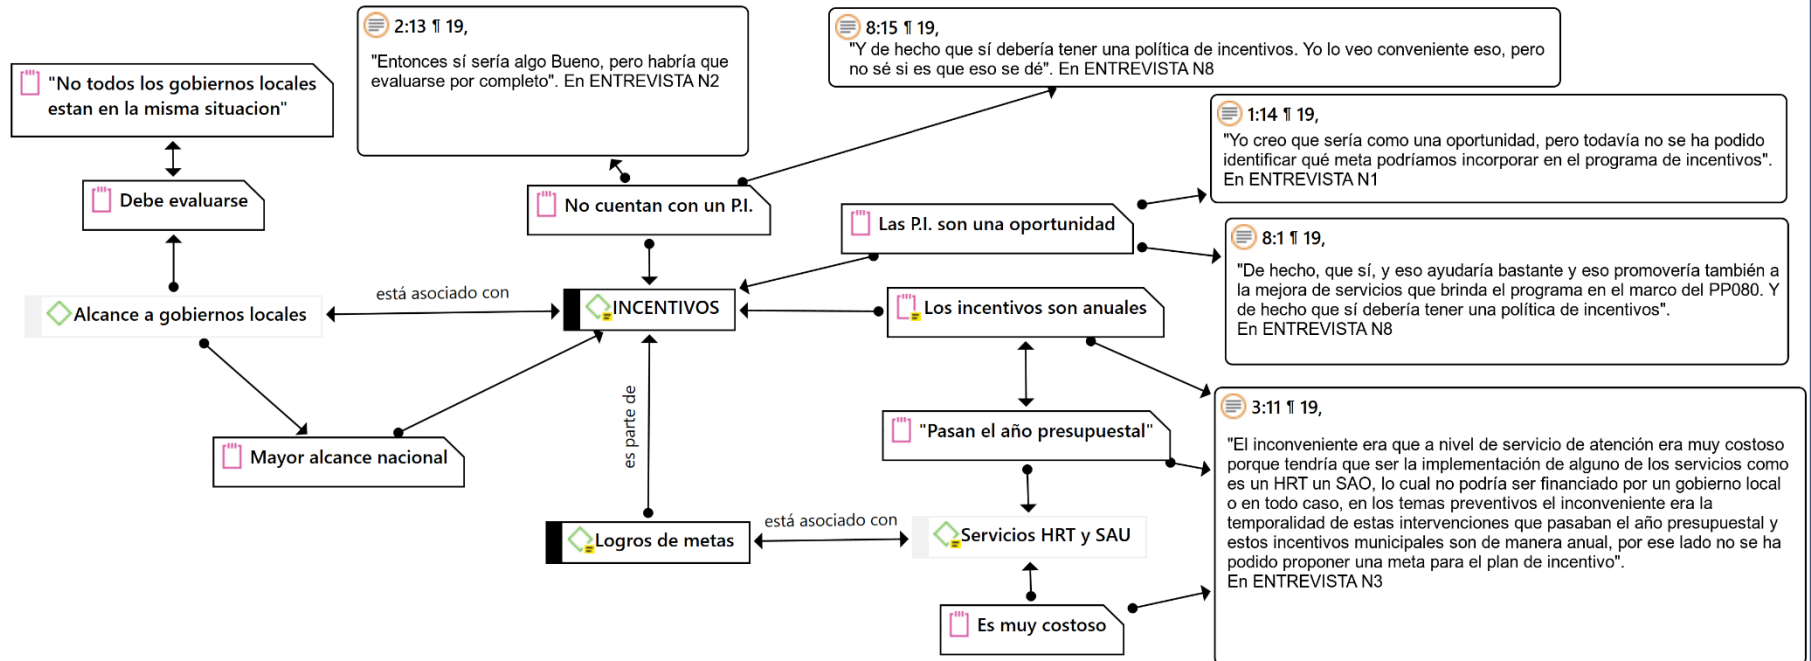 2:13 ¶ 19,
"Entonces sí sería algo Bueno, pero habría que
evaluarse por completo". En ENTREVISTA N2
8:15 ¶ 19,
"Y de hecho que sí debería tener una política de incentivos. Yo lo veo conveniente eso, pero
no sé si es que eso se dé". En ENTREVISTA N8
"No todos los gobiernos locales
estan en la misma situacion"
1:14 ¶ 19,
"Yo creo que sería como una oportunidad, pero todavía no se ha podido
identificar qué meta podríamos incorporar en el programa de incentivos".
En ENTREVISTA N1
Debe evaluarse
No cuentan con un P.I.
Las P.I. son una oportunidad
8:1 ¶ 19,
"De hecho, que sí, y eso ayudaría bastante y eso promovería también a
la mejora de servicios que brinda el programa en el marco del PP080. Y
de hecho que sí debería tener una política de incentivos".
En ENTREVISTA N8
Alcance a gobiernos locales
está asociado con
INCENTIVOS
Los incentivos son anuales
es parte de
Mayor alcance nacional
"Pasan el año presupuestal"
3:11 ¶ 19,
"El inconveniente era que a nivel de servicio de atención era muy costoso
porque tendría que ser la implementación de alguno de los servicios como
es un HRT un SAO, lo cual no podría ser financiado por un gobierno local
o en todo caso, en los temas preventivos el inconveniente era la
temporalidad de estas intervenciones que pasaban el año presupuestal y
estos incentivos municipales son de manera anual, por ese lado no se ha
podido proponer una meta para el plan de incentivo".
En ENTREVISTA N3
Logros de metas
está asociado con
Servicios HRT y SAU
Es muy costoso